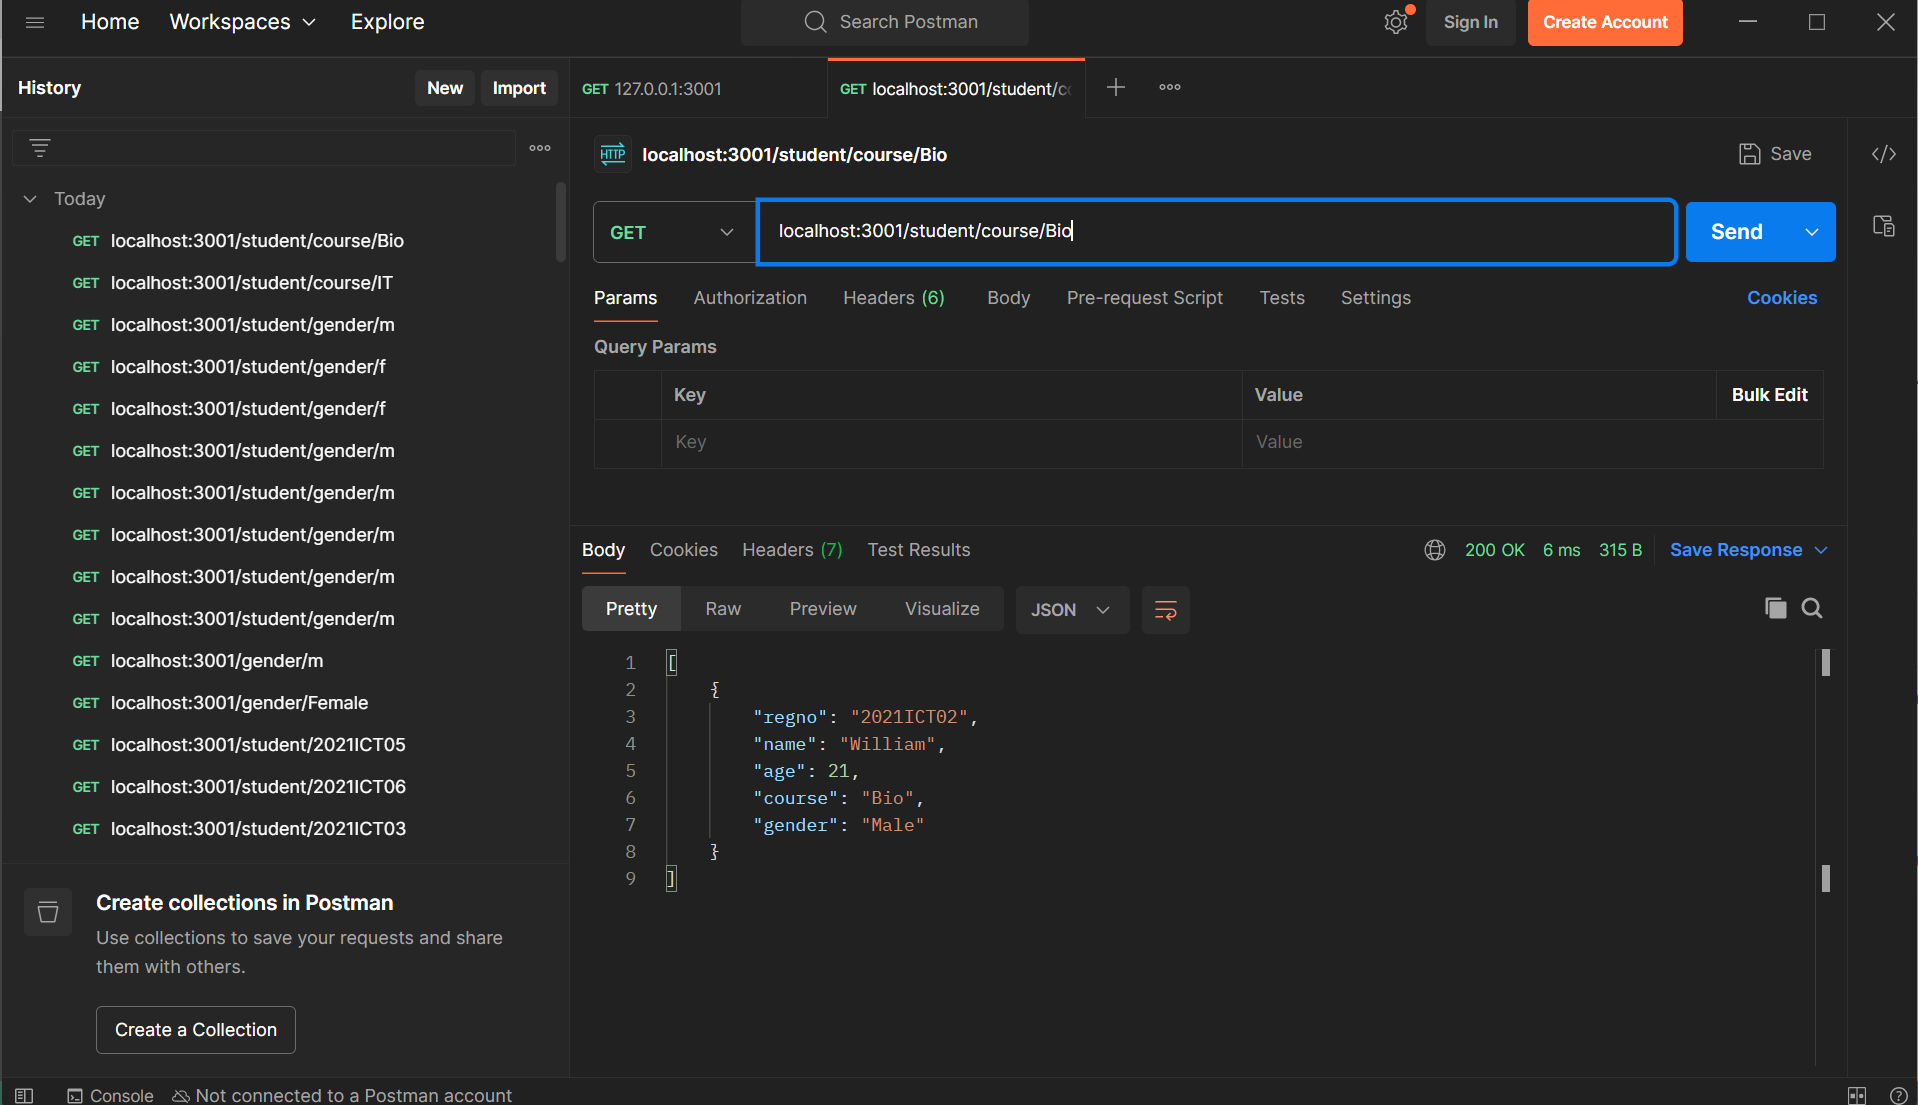 Home Workspaces Explore Search Postman Sign In Create Account
History New Import
GET 127.0.0.1:3001 GET localhost:3001/student/
HTTP localhost:3001/student/course/Bio Save </>
Today
GET localhost:3001/student/course/Bio
GET localhost:3001/student/course/IT
GET localhost:3001/student/gender/m
GET localhost:3001/student/gender/f
GET localhost:3001/student/gender/f
GET localhost:3001/student/gender/m
GET localhost:3001/student/gender/m
GET localhost:3001/student/gender/m
GET localhost:3001/student/gender/m
GET localhost:3001/student/gender/m
GET localhost:3001/gender/m
GET localhost:3001/gender/Female
GET localhost:3001/student/2021ICT05
GET localhost:3001/student/2021ICT06
GET localhost:3001/student/2021ICT03
Create collections in Postman
Use collections to save your requests and share
them with others.
Create a Collection
GET localhost:3001/student/course/Bio Send
Params Authorization Headers (6) Body Pre-request Script Tests Settings Cookies
Query Params
Key Value Bulk Edit
Key Value
Body Cookies Headers (7) Test Results 200 OK 6 ms 315 B Save Response
Pretty Raw Preview Visualize JSON
1 [
2 {
3 "regno": "2021ICT02",
4 "name": "William",
5 "age": 21,
6 "course": "Bio",
7 "gender": "Male"
8 }
9 ]
Console Not connected to a Postman account